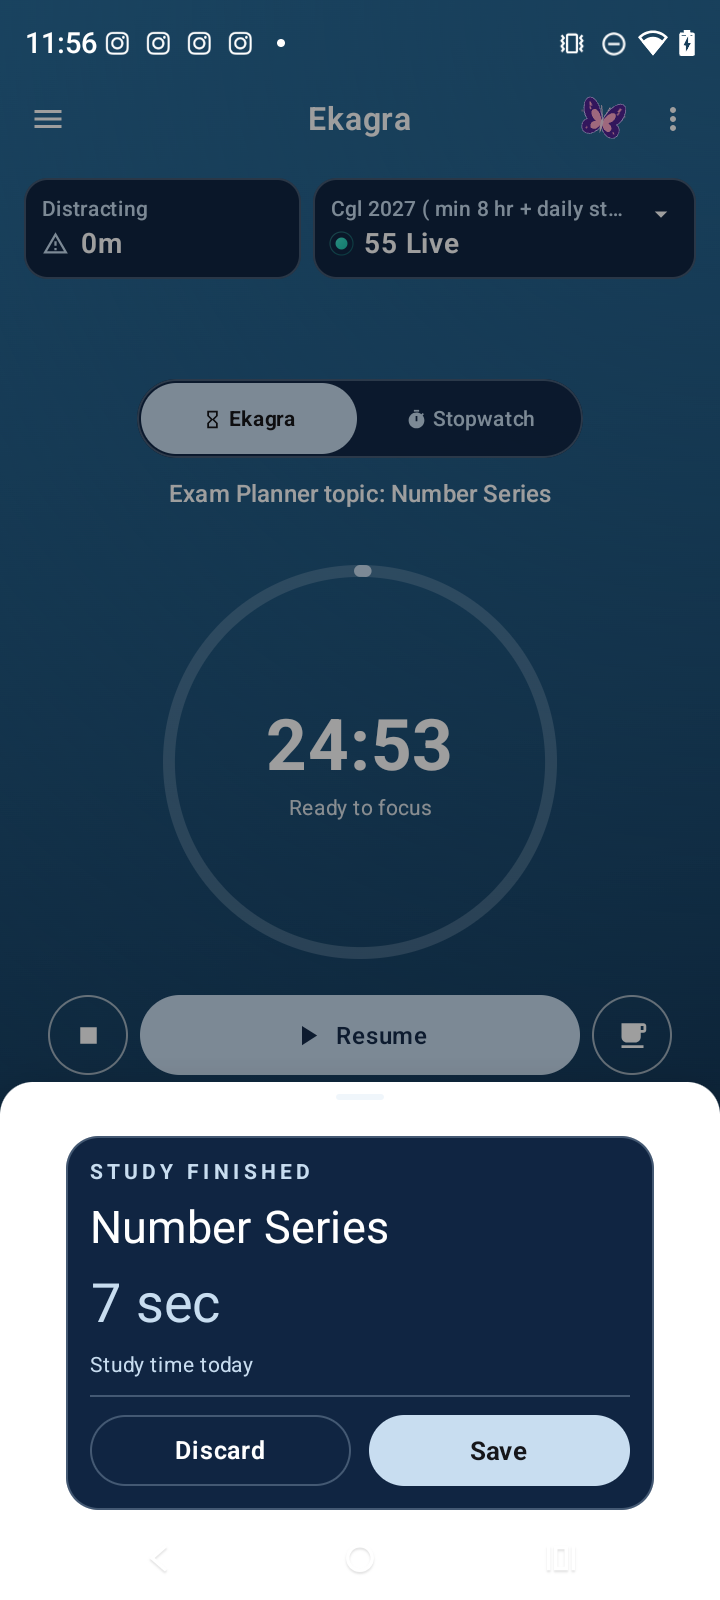 11:56
Ekagra
Distracting
0m
Cgl 2027 ( min 8 hr + daily st...
55 Live
Ekagra
Stopwatch
Exam Planner topic: Number Series
24:53
Ready to focus
Resume
STUDY FINISHED
Number Series
7 sec
Study time today
Discard
Save